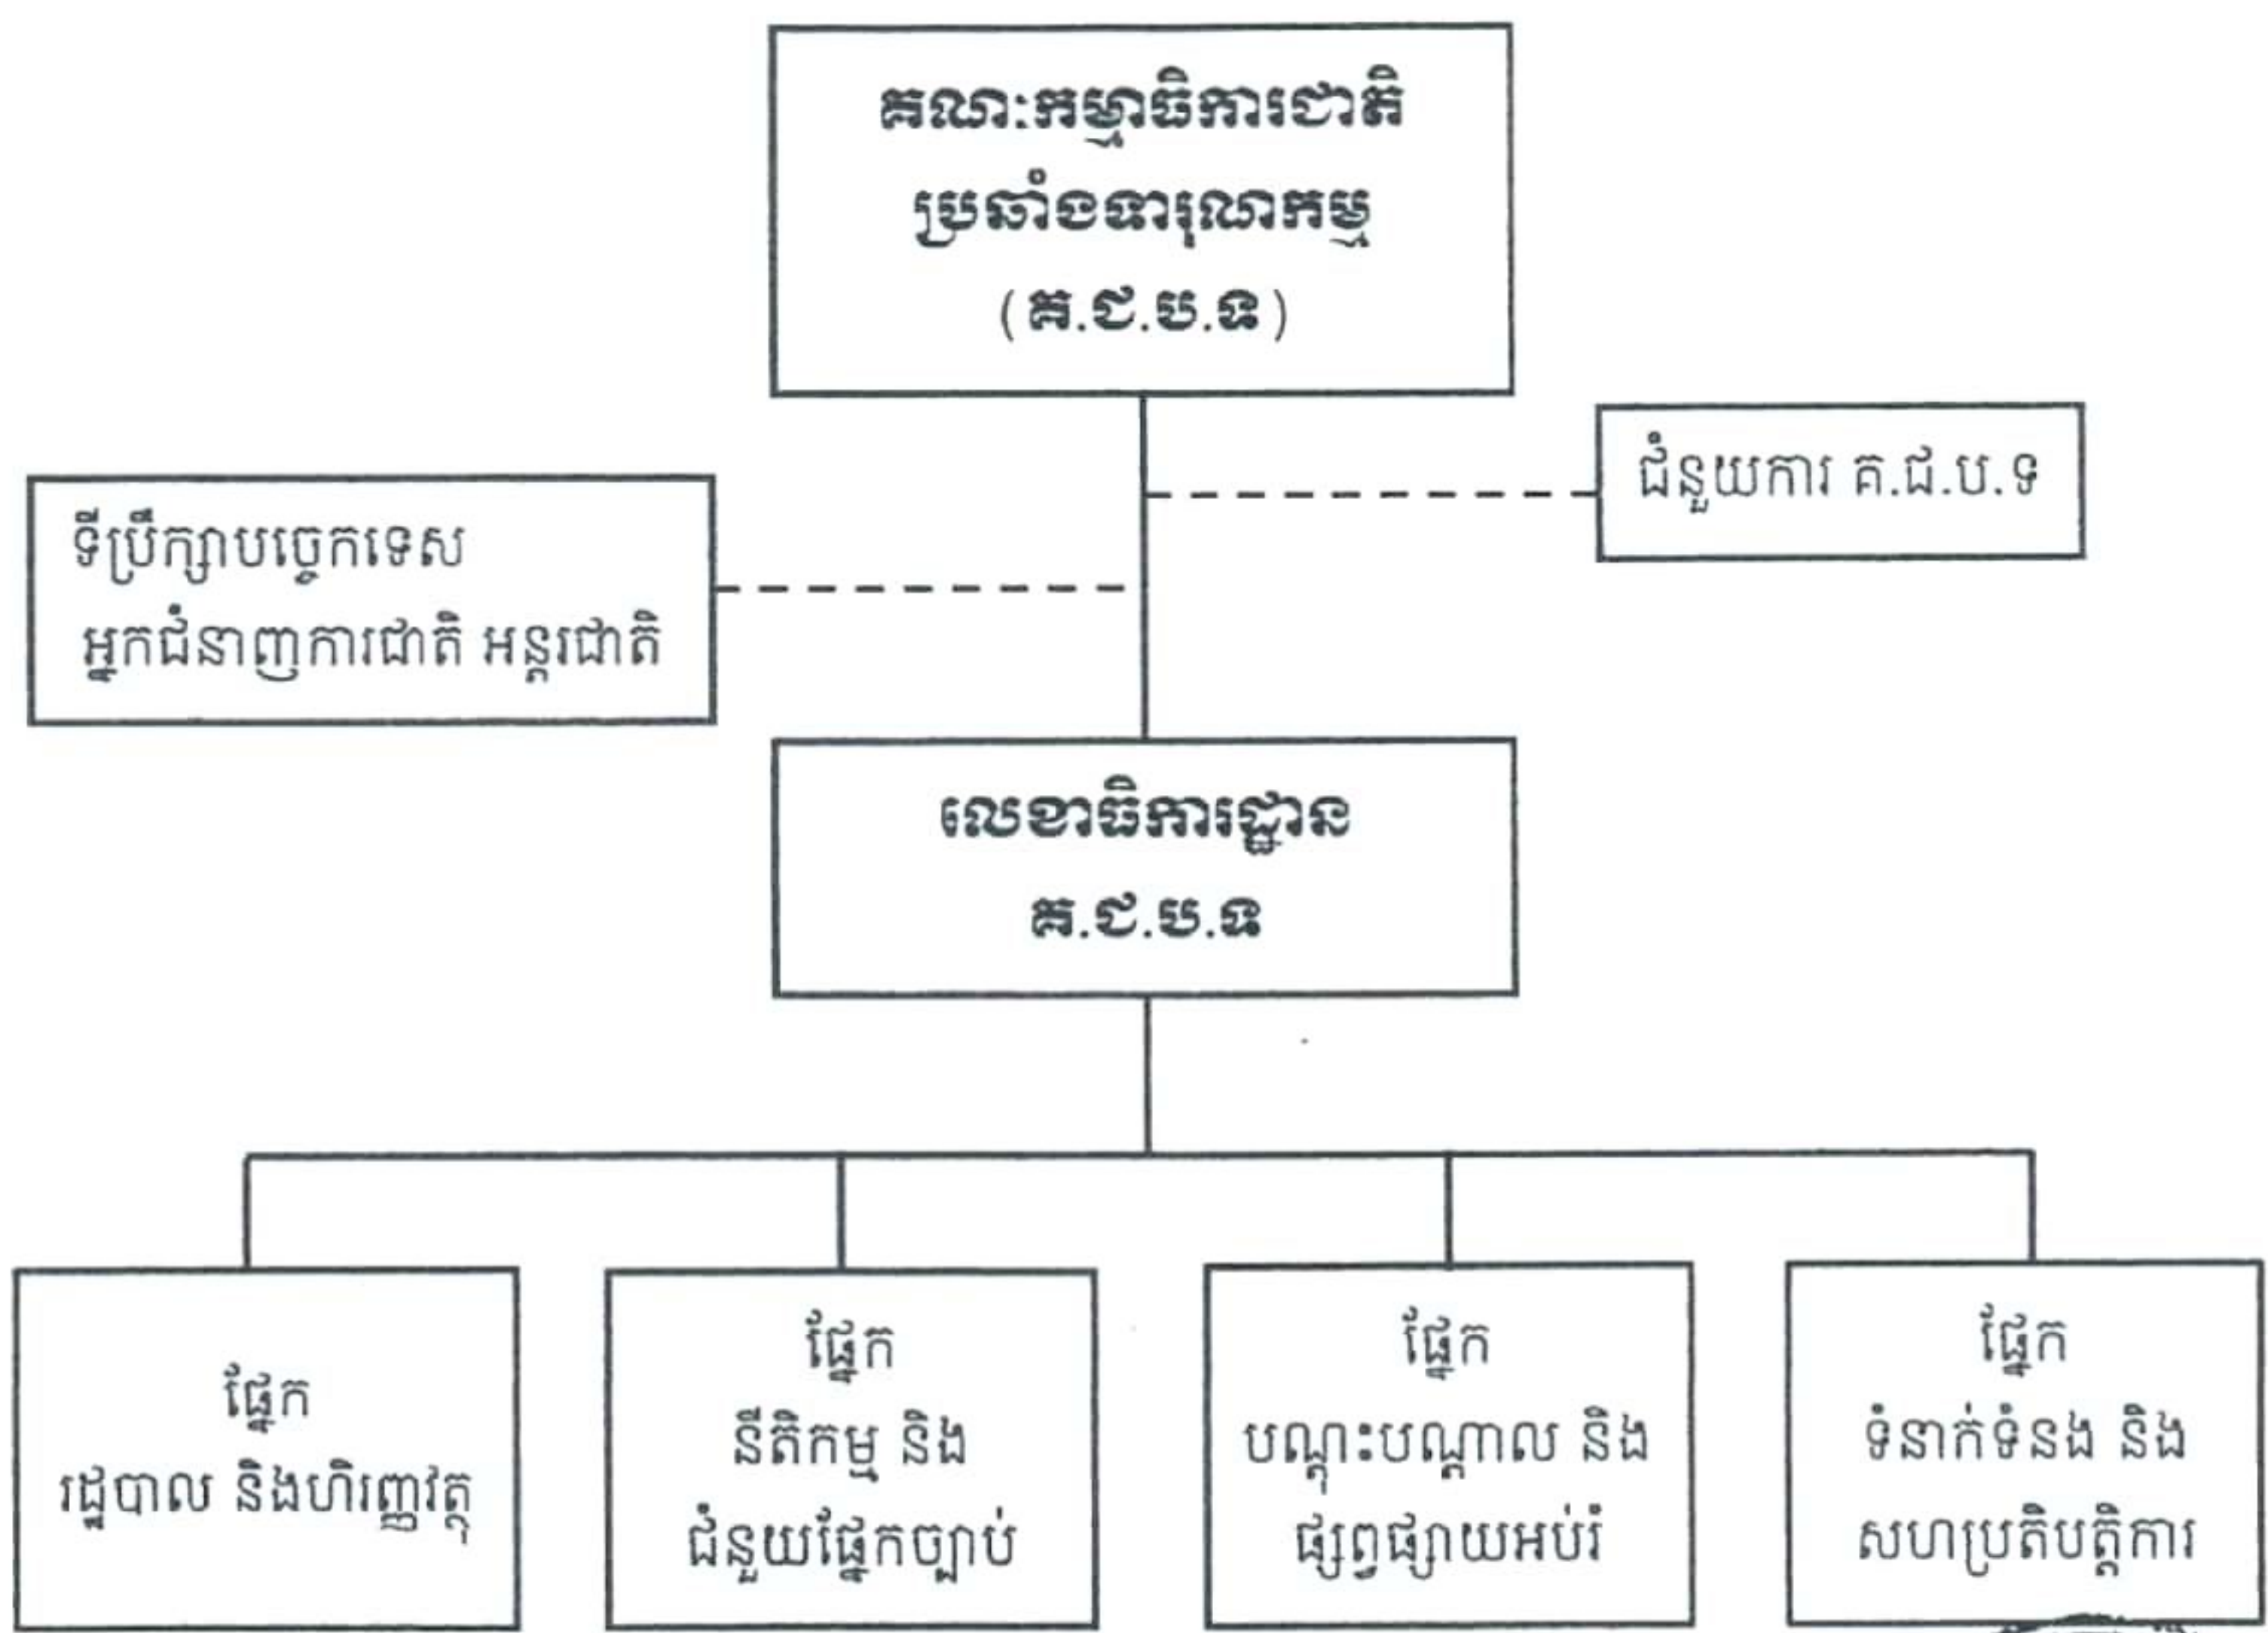 គណៈកម្មាធិការជាតិ
ប្រឆាំងទារុណកម្ម
(គ.ជ.ប.ទ)
ជំនួយការ គ.ជ.ប.ទ
ទីប្រឹក្សាបច្ចេកទេស
អ្នកជំនាញការជាតិ អន្តរជាតិ
លេខាធិការដ្ឋាន
គ.ជ.ប.ទ
ផ្នែក
រដ្ឋបាល និងហិរញ្ញវត្ថុ
ផ្នែក
នីតិកម្ម និង
ជំនួយផ្នែកច្បាប់
ផ្នែក
បណ្តុះបណ្តាល និង
ផ្សព្វផ្សាយអប់រំ
ផ្នែក
ទំនាក់ទំនង និង
សហប្រតិបត្តិការ